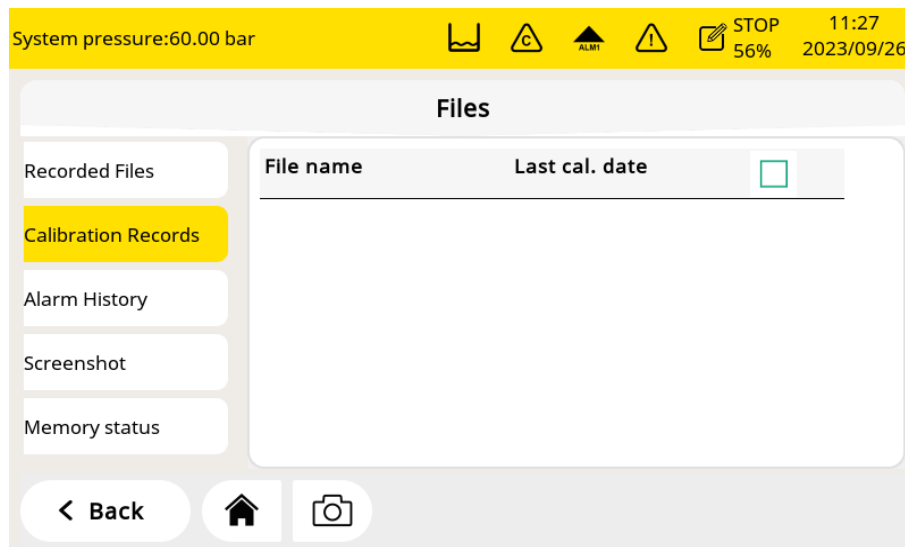 System pressure:60.00 bar
C
ALM1
!
STOP
56%
11:27
2023/09/26
Files
Recorded Files
Calibration Records
Alarm History
Screenshot
Memory status
File name Last cal. date
< Back